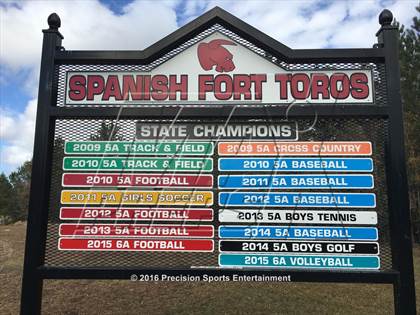 SPANISH FORT TOROS
STATE CHAMPIONS
2009 5A TRACK & FIELD
2010 5A TRACK & FIELD
2010 5A FOOTBALL
2011 5A GIRLS SOCCER
2012 5A FOOTBALL
2013 5A FOOTBALL
2015 6A FOOTBALL
2009 5A CROSS COUNTRY
2010 5A BASEBALL
2011 5A BASEBALL
2012 5A BASEBALL
2013 5A BOYS TENNIS
2014 5A BASEBALL
2014 5A BOYS GOLF
2015 6A VOLLEYBALL
© 2016 Precision Sports Entertainment